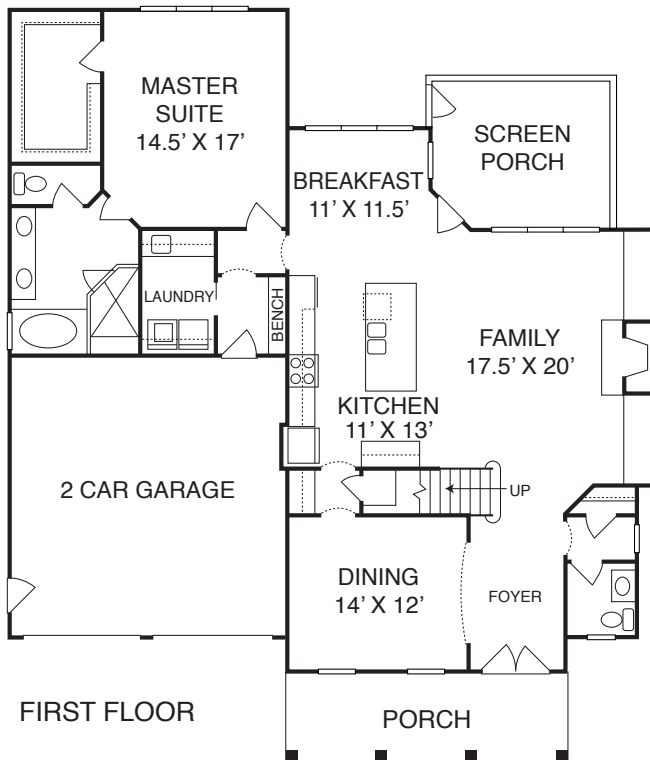 MASTER
SUITE
14.5’ X 17’
SCREEN
PORCH
BREAKFAST
11’ X 11.5’
LAUNDRY
BENCH
FAMILY
17.5’ X 20’
KITCHEN
11’ X 13’
2 CAR GARAGE
UP
DINING
14’ X 12’
FOYER
FIRST FLOOR
PORCH